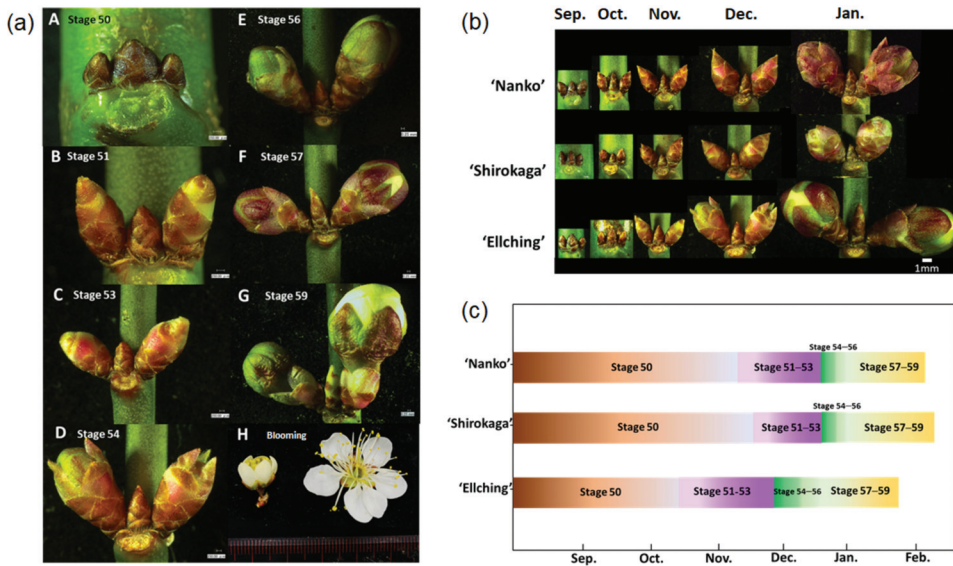 (a)
A Stage 50
E Stage 56
B Stage 51
F Stage 57
C Stage 53
G Stage 59
D Stage 54
H Blooming
(b)
Sep. Oct. Nov. Dec. Jan.
‘Nanko’
‘Shirokaga’
‘Ellching’
1mm
(c)
Stage 54–56
‘Nanko’ Stage 50 Stage 51–53 Stage 57–59
Stage 54–56
‘Shirokaga’ Stage 50 Stage 51–53 Stage 57–59
‘Ellching’ Stage 50 Stage 51-53 Stage 54–56 Stage 57–59
Sep. Oct. Nov. Dec. Jan. Feb.